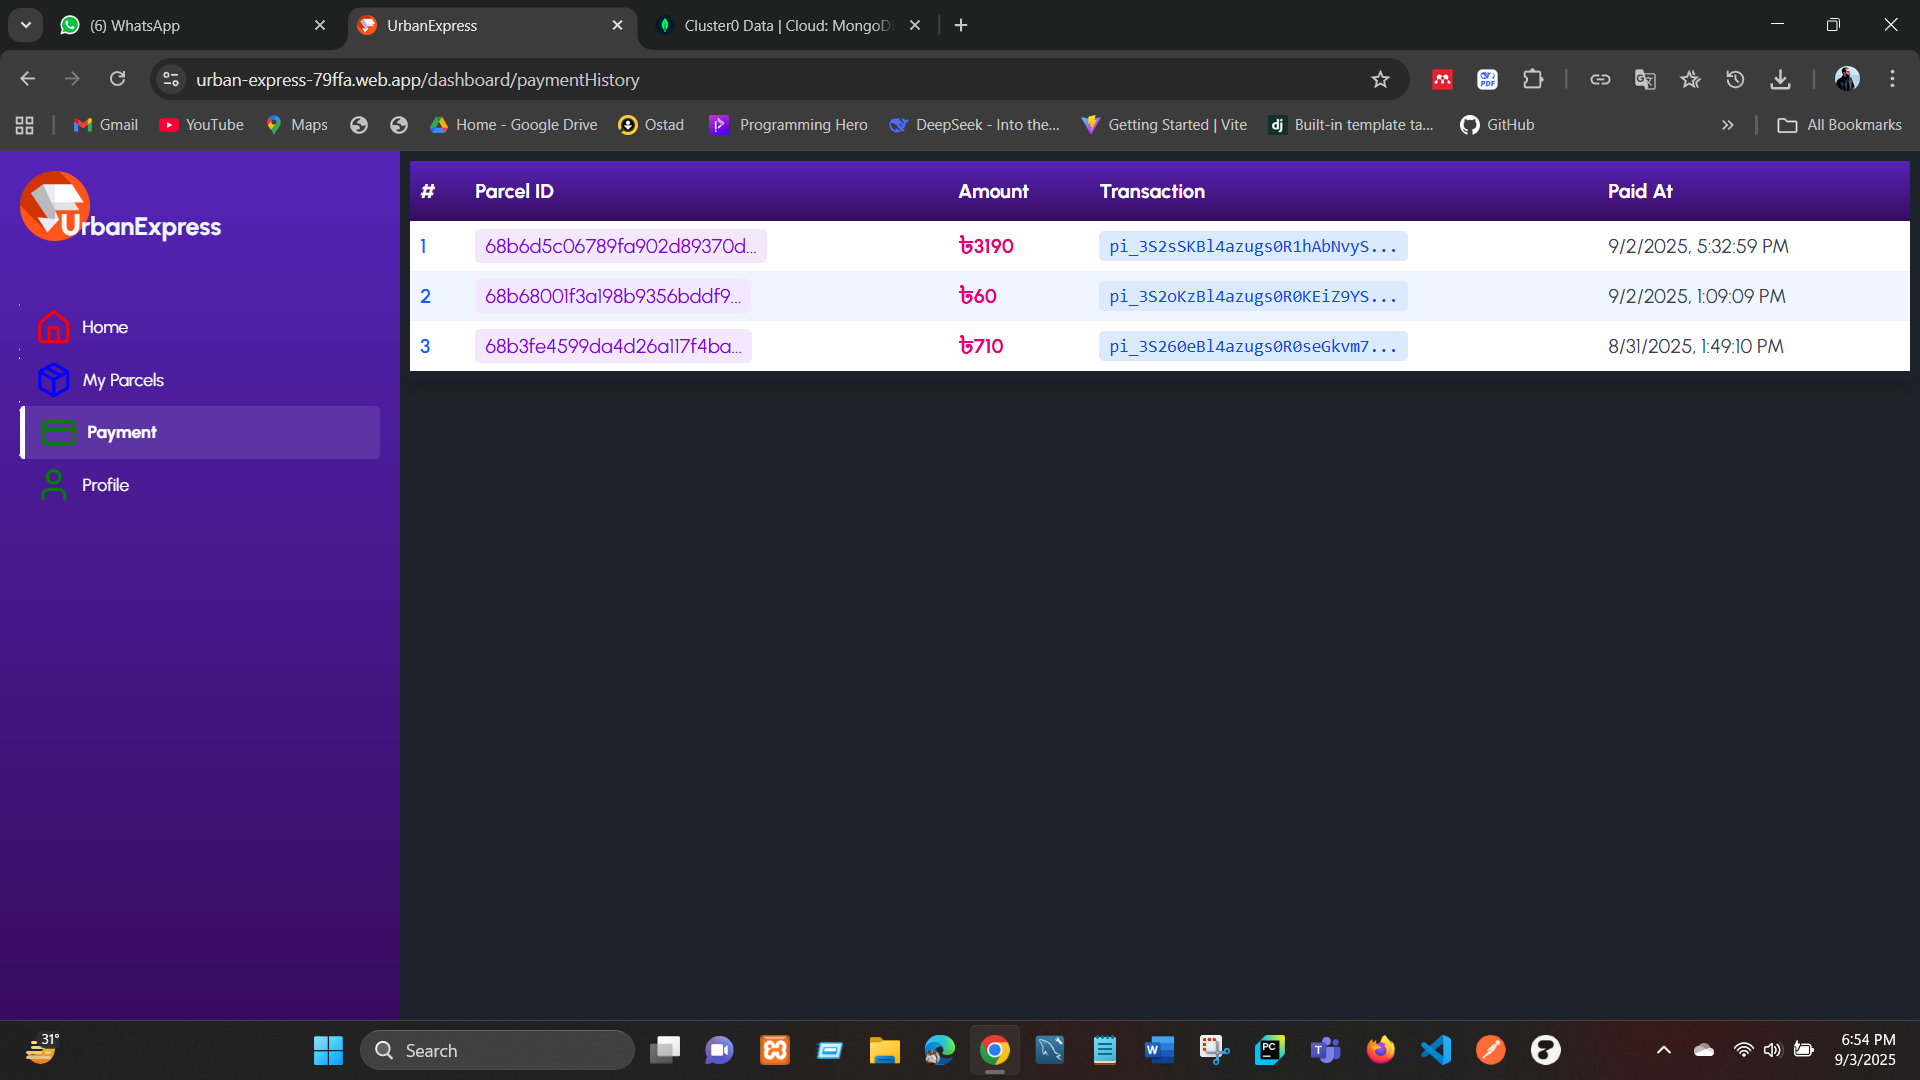 (6) WhatsApp
UrbanExpress
Cluster0 Data | Cloud: MongoD
urban-express-79ffa.web.app/dashboard/paymentHistory
Gmail
YouTube
Maps
Home - Google Drive
Ostad
Programming Hero
DeepSeek - Into the...
Getting Started | Vite
Built-in template ta...
GitHub
All Bookmarks
UrbanExpress
Home
My Parcels
Payment
Profile
# Parcel ID Amount Transaction Paid At
1 68b6d5c06789fa902d89370d... ৳3190 pi_3S2sSKBl4azugs0R1hAbNvyS... 9/2/2025, 5:32:59 PM
2 68b68001f3a198b9356bddf9... ৳60 pi_3S2oKzBl4azugs0R0KEiZ9YS... 9/2/2025, 1:09:09 PM
3 68b3fe4599da4d26a117f4ba... ৳710 pi_3S260eBl4azugs0R0seGkvm7... 8/31/2025, 1:49:10 PM
31°
Search
6:54 PM
9/3/2025